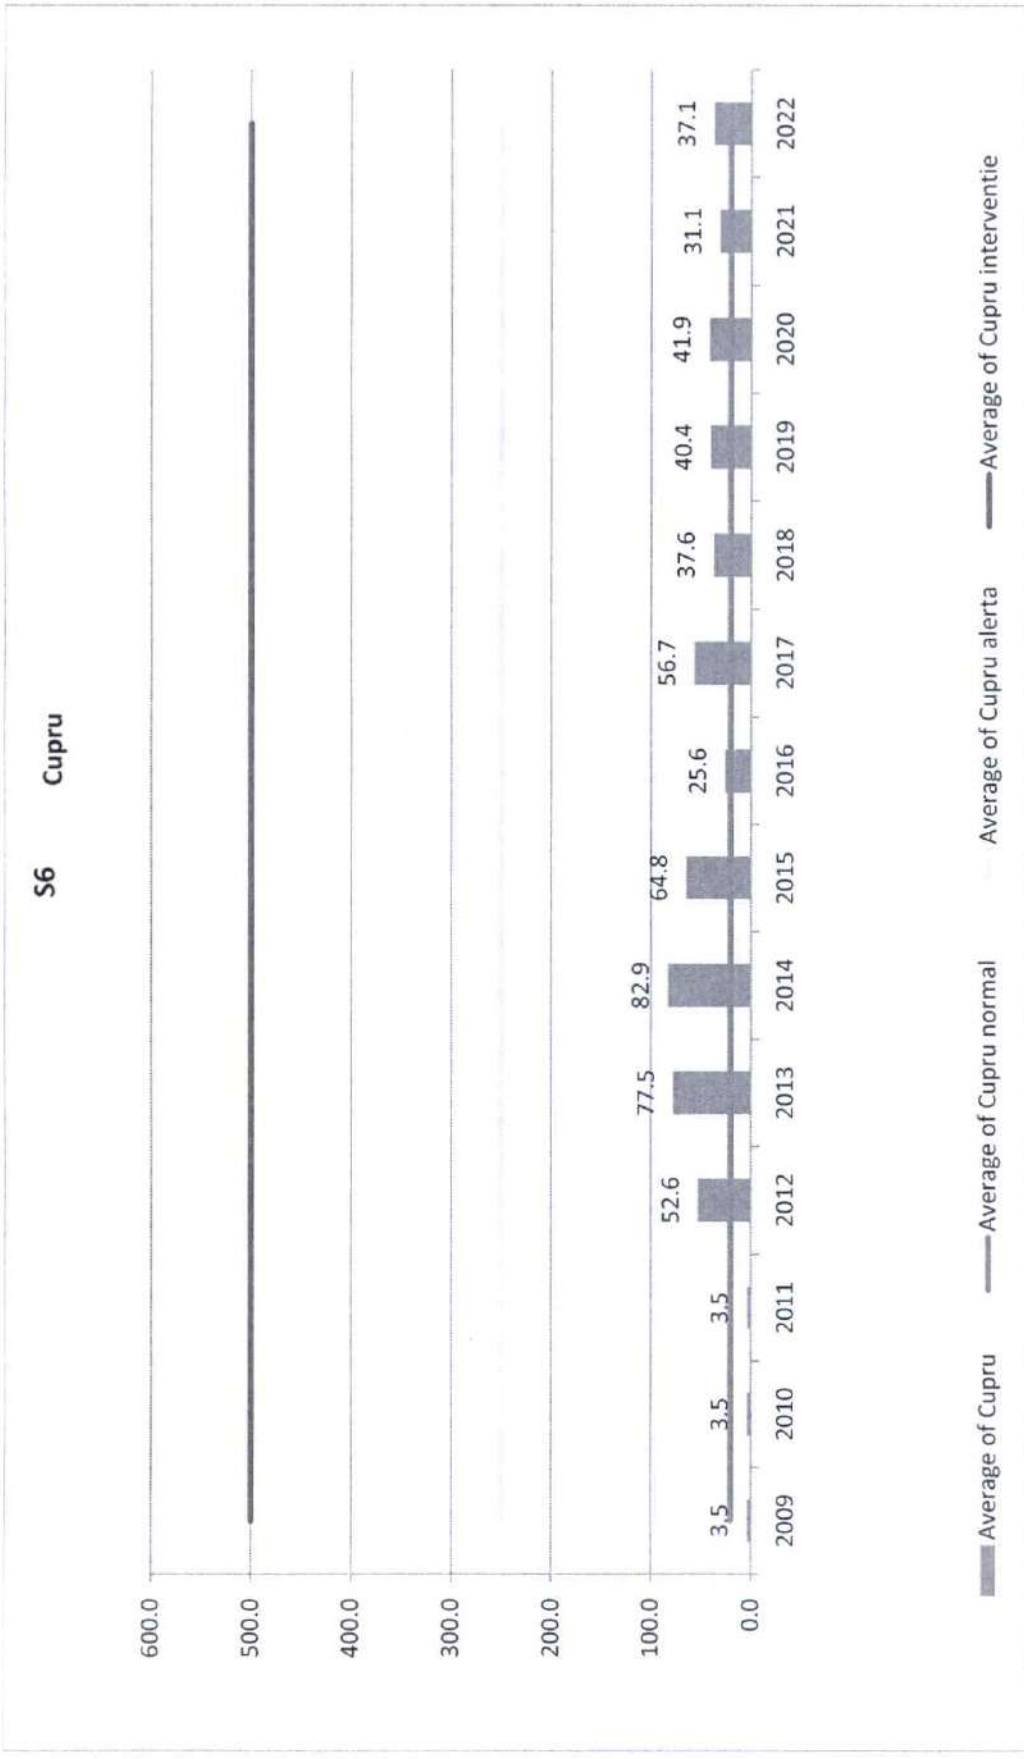 S6 Cupru
600.0
500.0
400.0
300.0
200.0
100.0
0.0
3.5 3.5 3.5 52.6 77.5 82.9 64.8 25.6 56.7 37.6 40.4 41.9 31.1 37.1
2009 2010 2011 2012 2013 2014 2015 2016 2017 2018 2019 2020 2021 2022
Average of Cupru Average of Cupru normal Average of Cupru alerta Average of Cupru interventie